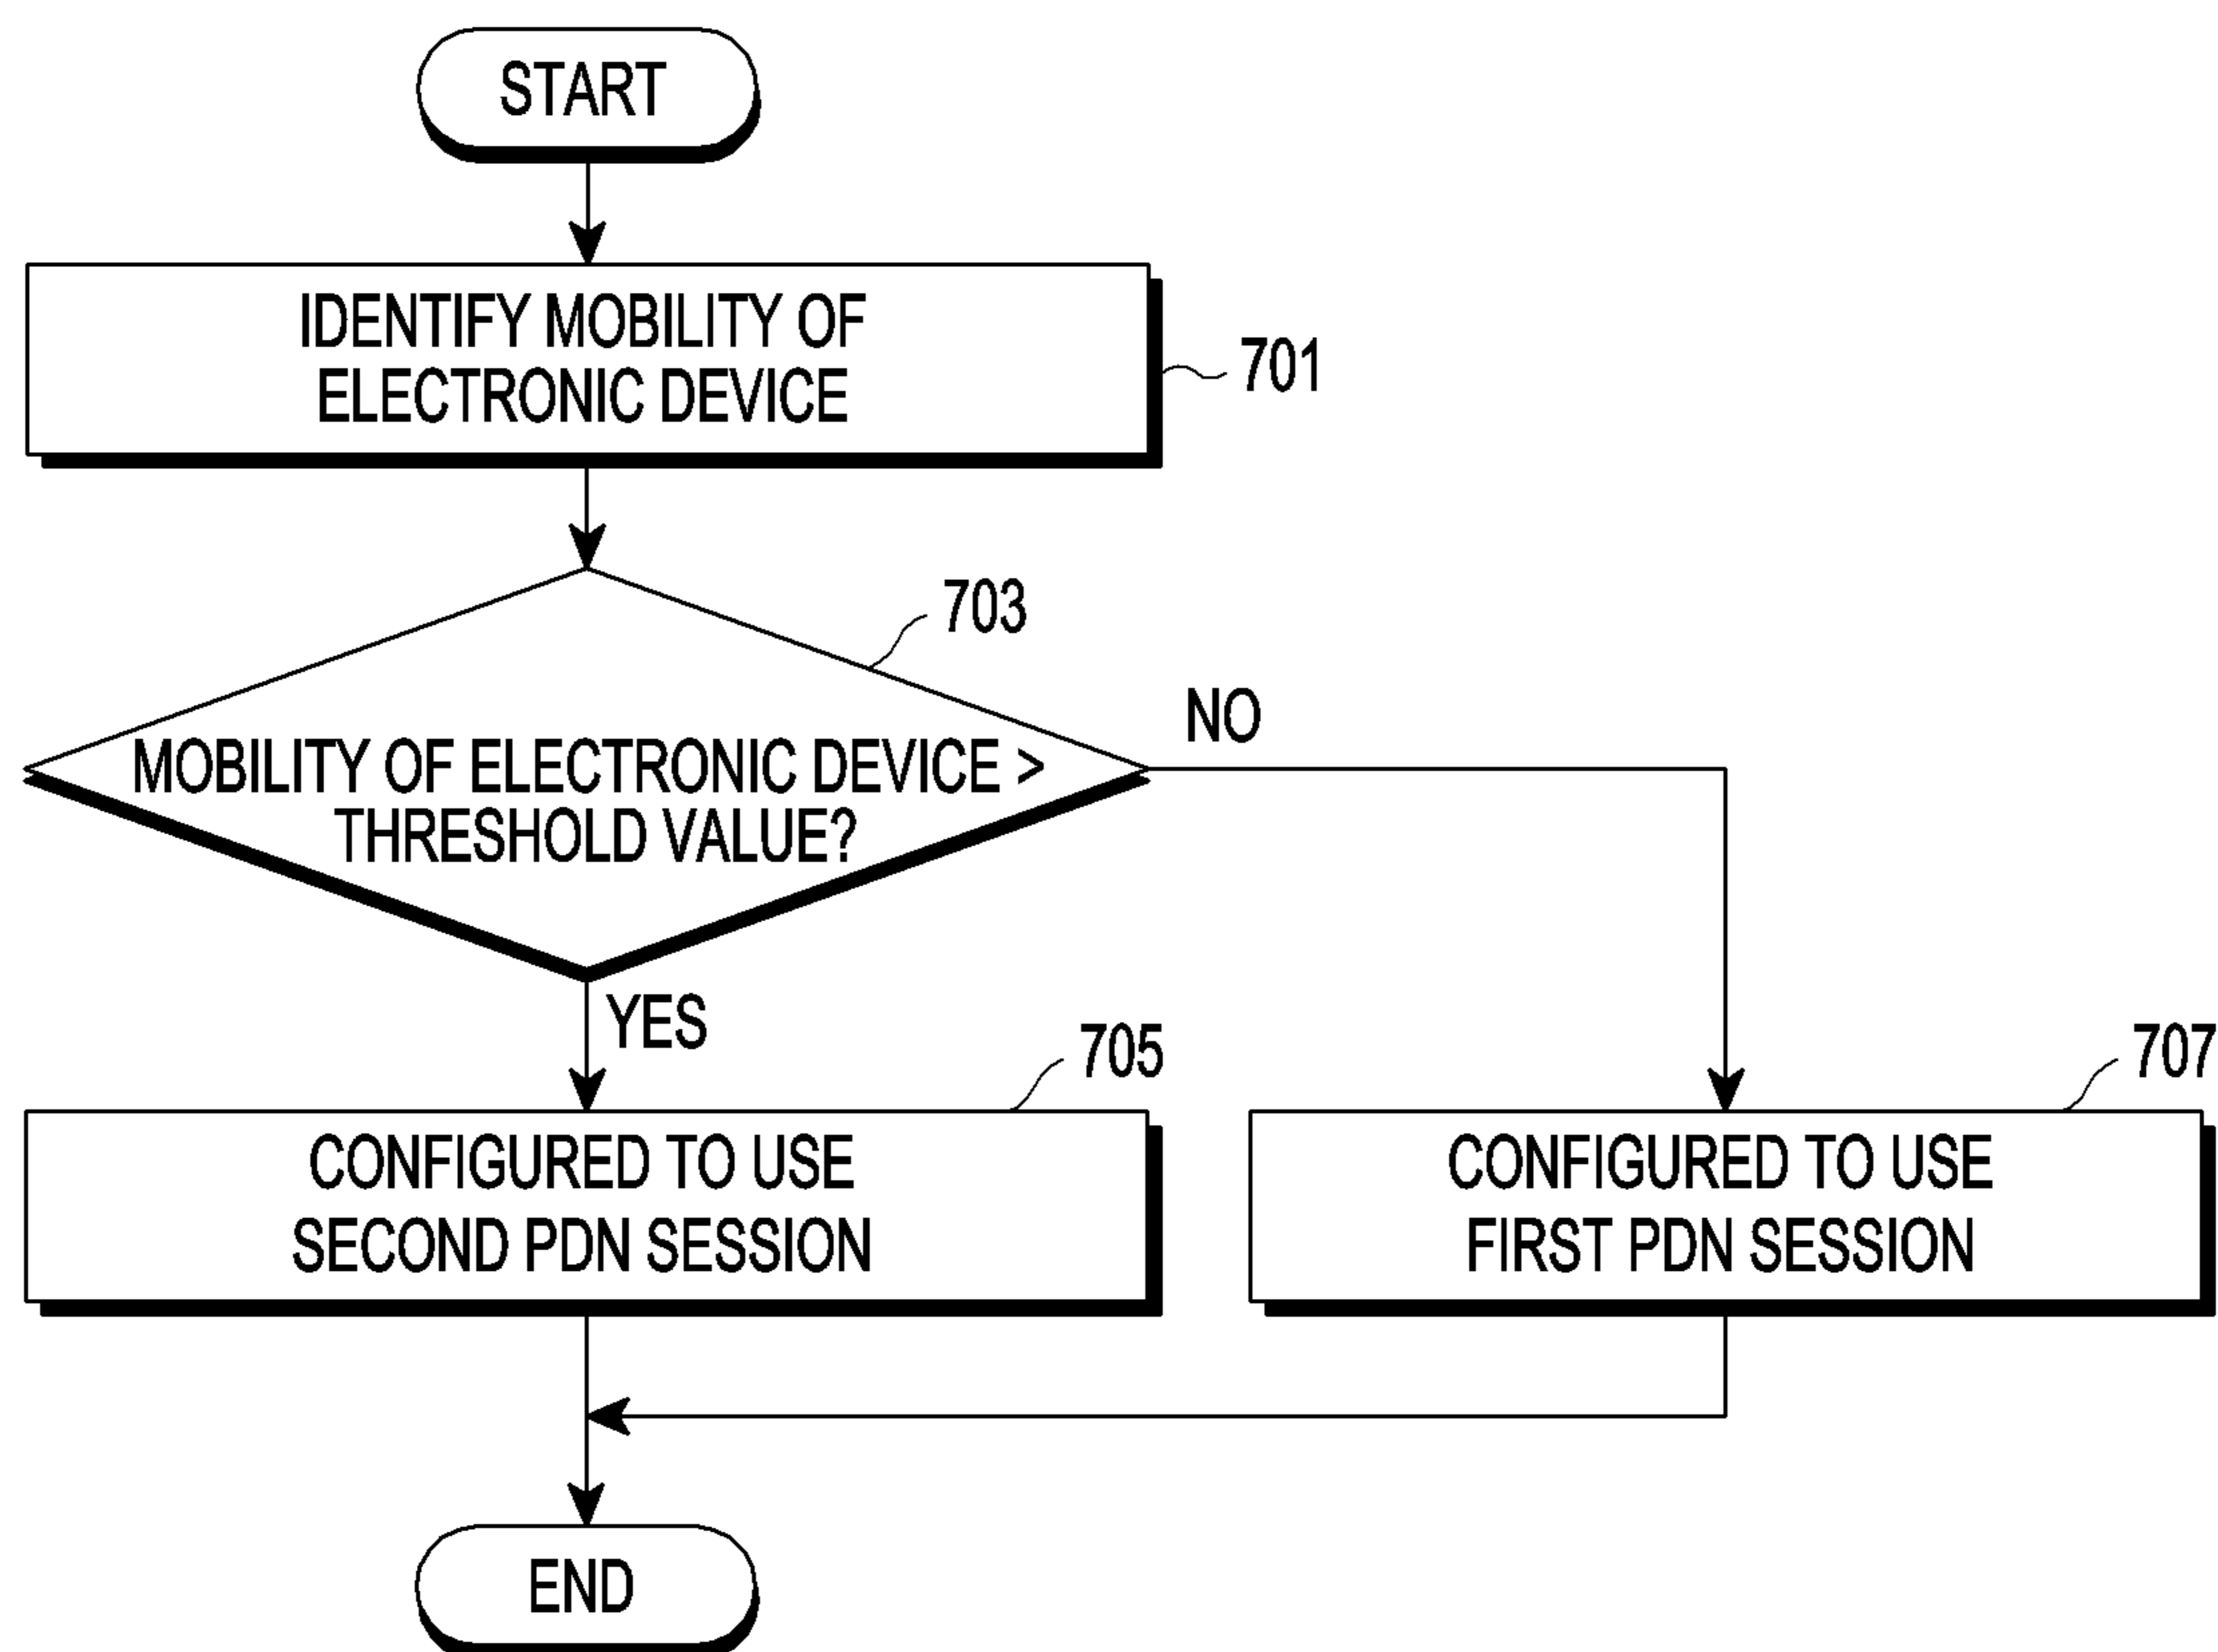 START
IDENTIFY MOBILITY OF
ELECTRONIC DEVICE
701
703
NO
MOBILITY OF ELECTRONIC DEVICE >
THRESHOLD VALUE?
YES
705
CONFIGURED TO USE
SECOND PDN SESSION
707
CONFIGURED TO USE
FIRST PDN SESSION
END